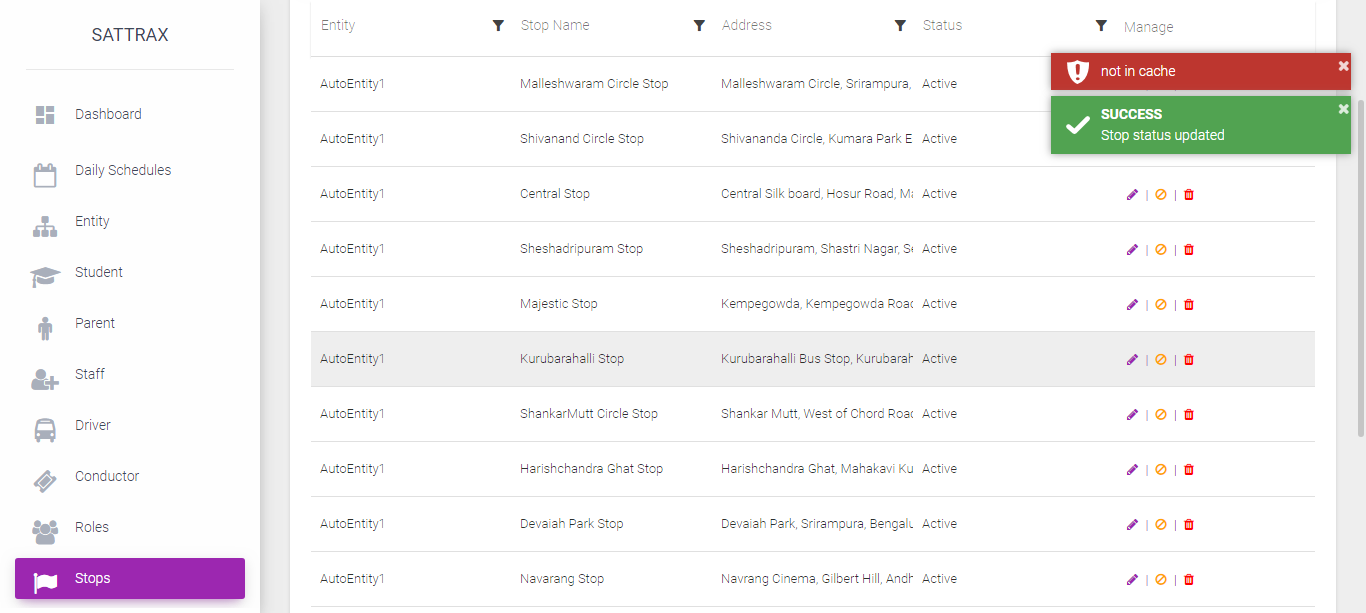 SATTRAX
Dashboard
Daily Schedules
Entity
Student
Parent
Staff
Driver
Conductor
Roles
Stops
Entity Stop Name Address Status Manage
AutoEntity1 Malleshwaram Circle Stop Malleshwaram Circle, Srirampura, Active
AutoEntity1 Shivanand Circle Stop Shivananda Circle, Kumara Park E Active
AutoEntity1 Central Stop Central Silk board, Hosur Road, Ma Active | |
AutoEntity1 Sheshadripuram Stop Sheshadripuram, Shastri Nagar, Se Active | |
AutoEntity1 Majestic Stop Kempegowda, Kempegowda Road Active | |
AutoEntity1 Kurubarahalli Stop Kurubarahalli Bus Stop, Kurubarah Active | |
AutoEntity1 ShankarMutt Circle Stop Shankar Mutt, West of Chord Road Active | |
AutoEntity1 Harishchandra Ghat Stop Harishchandra Ghat, Mahakavi Ku Active | |
AutoEntity1 Devaiah Park Stop Devaiah Park, Srirampura, Bengalu Active | |
AutoEntity1 Navarang Stop Navrang Cinema, Gilbert Hill, Andh Active | |
not in cache ×
SUCCESS ×
Stop status updated